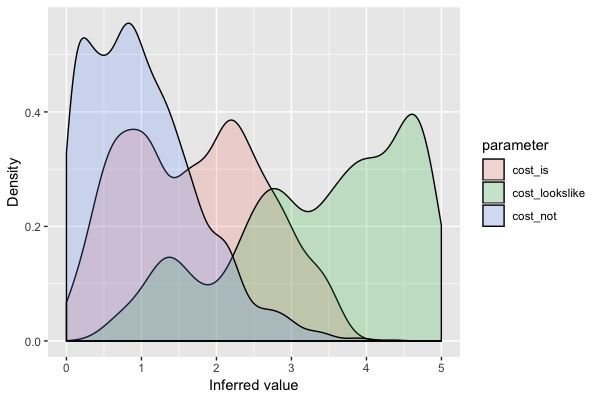 Density
0.4
0.2
0.0
0 1 2 3 4 5
Inferred value
parameter
cost_is
cost_lookslike
cost_not